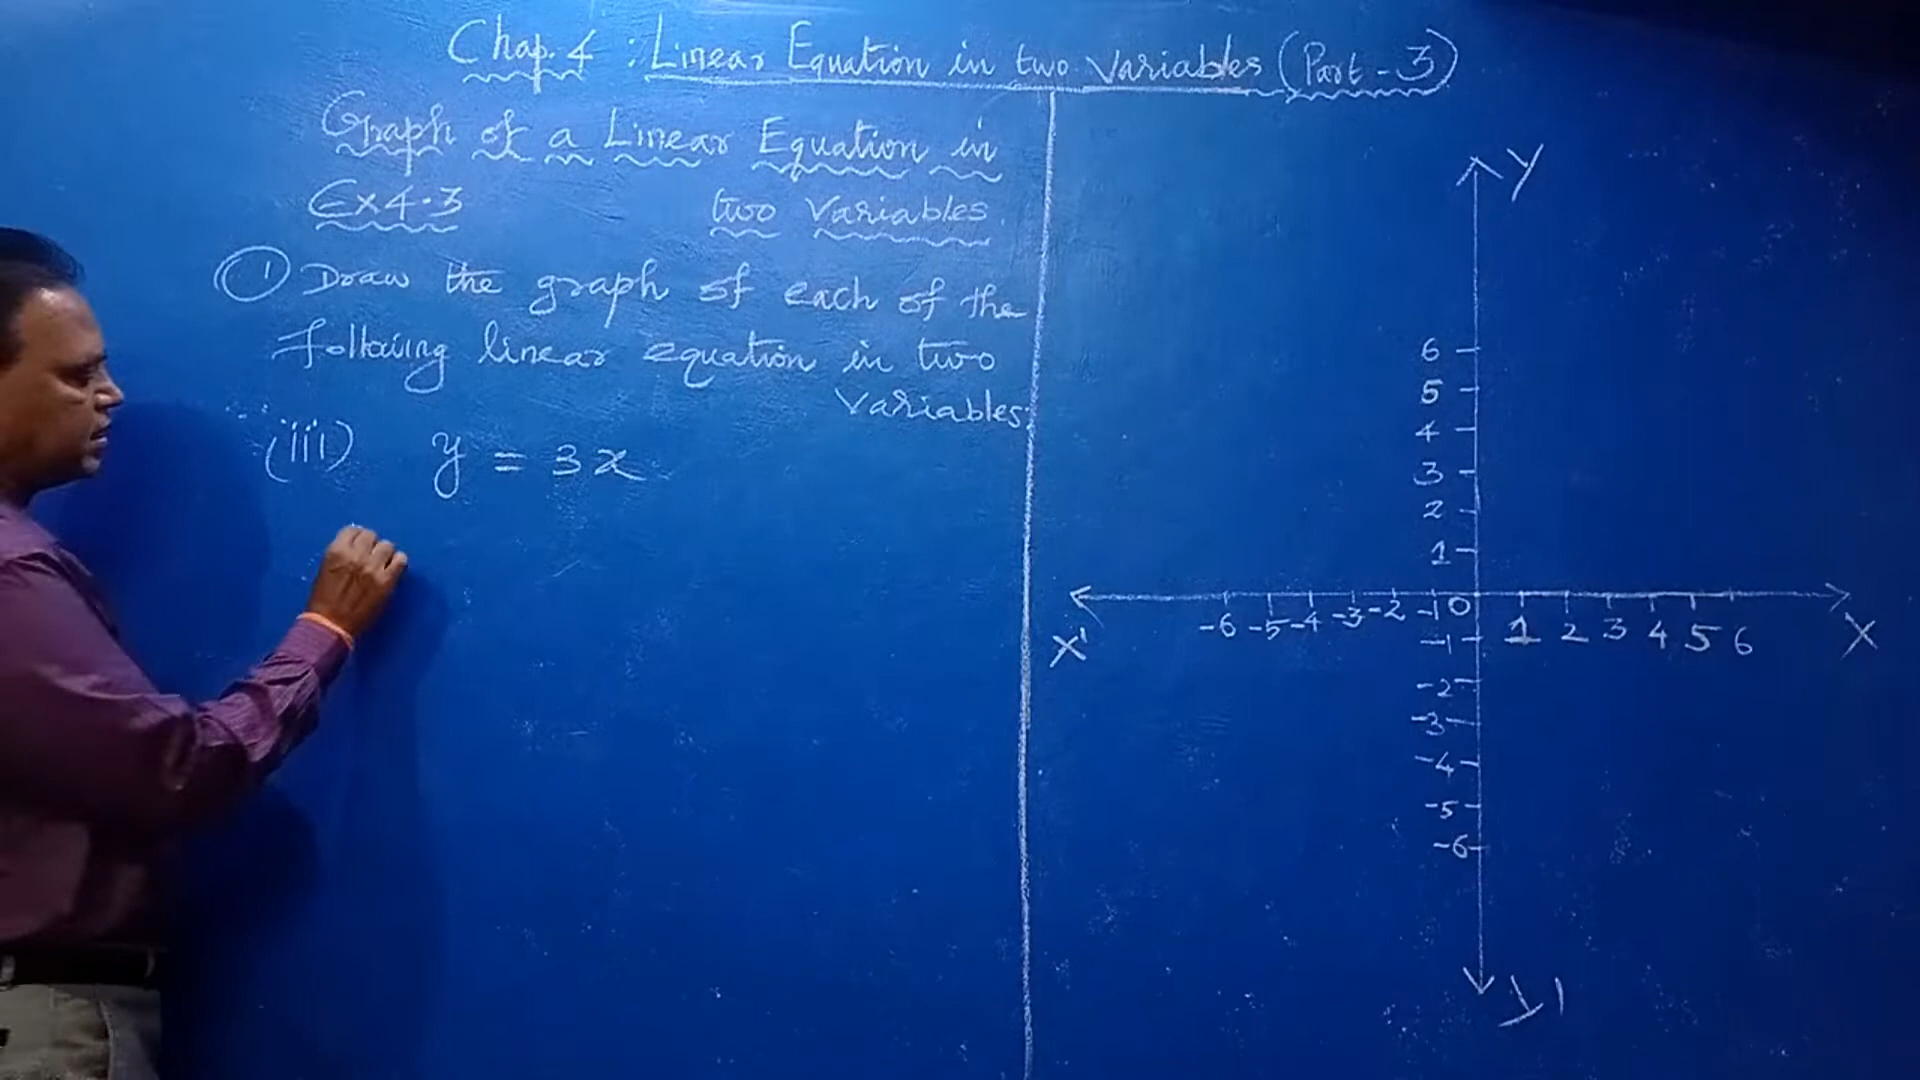 Chap. 4 : Linear Equation in two Variables (Part - 3)
Graph of a Linear Equation in
Ex 4.3 two Variables.
① Draw the graph of each of the
following linear equation in two
Variables.
(iii) y = 3x
Y
6
5
4
3
2
1
-6 -5 -4 -3 -2 -1 0 1 2 3 4 5 6
X' X
-1
-2
-3
-4
-5
-6
Y'